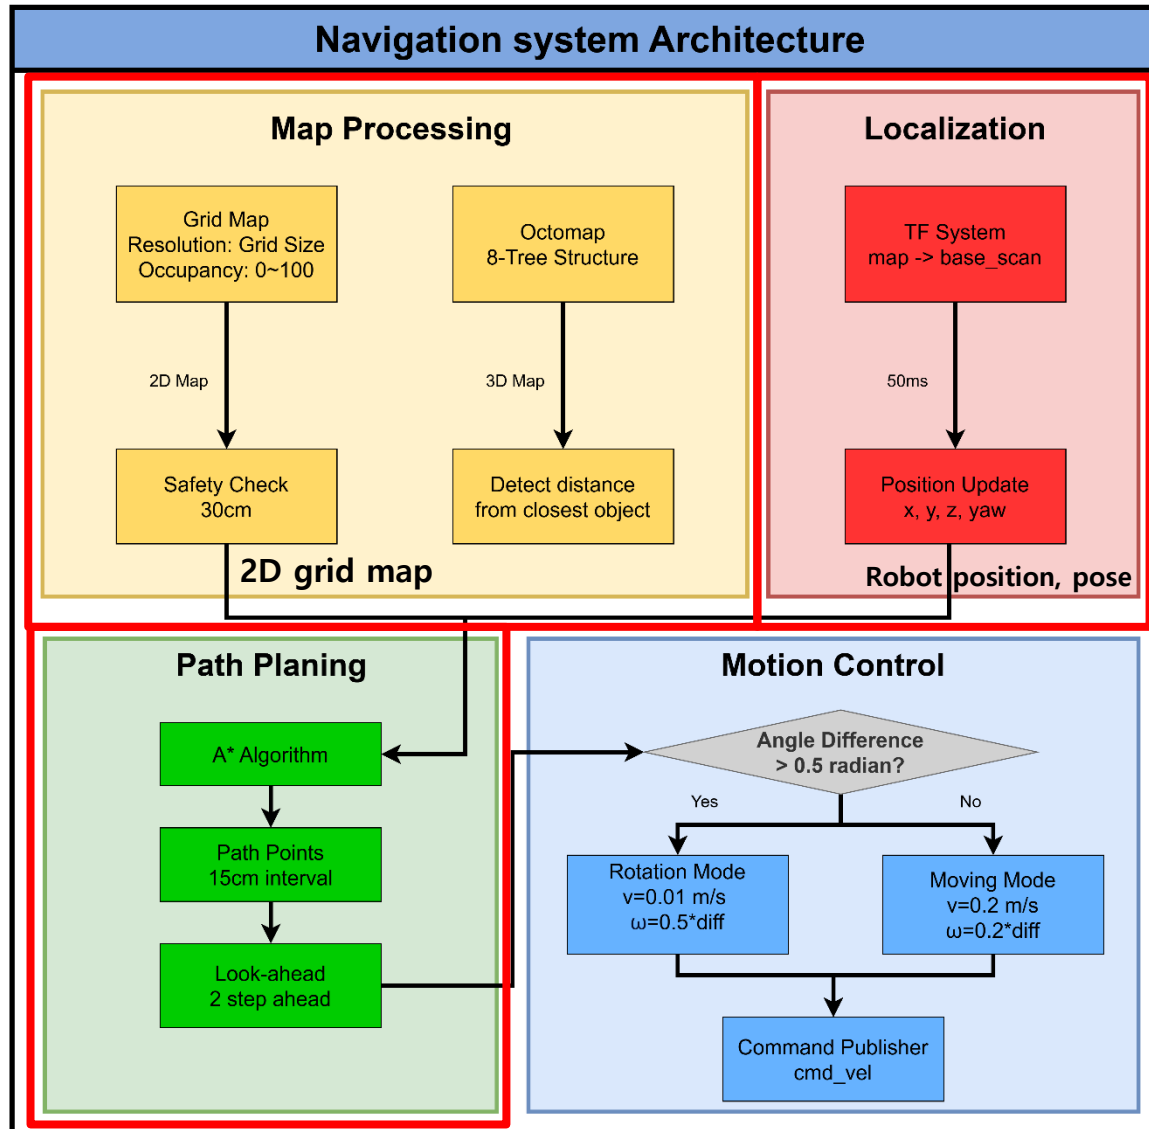 Navigation system Architecture
Map Processing
Grid Map
Resolution: Grid Size
Occupancy: 0~100
Octomap
8-Tree Structure
2D Map
3D Map
Safety Check
30cm
Detect distance
from closest object
2D grid map
Localization
TF System
map -> base_scan
50ms
Position Update
x, y, z, yaw
Robot position, pose
Path Planing
A* Algorithm
Path Points
15cm interval
Look-ahead
2 step ahead
Motion Control
Angle Difference
> 0.5 radian?
Yes
No
Rotation Mode
v=0.01 m/s
ω=0.5*diff
Moving Mode
v=0.2 m/s
ω=0.2*diff
Command Publisher
cmd_vel